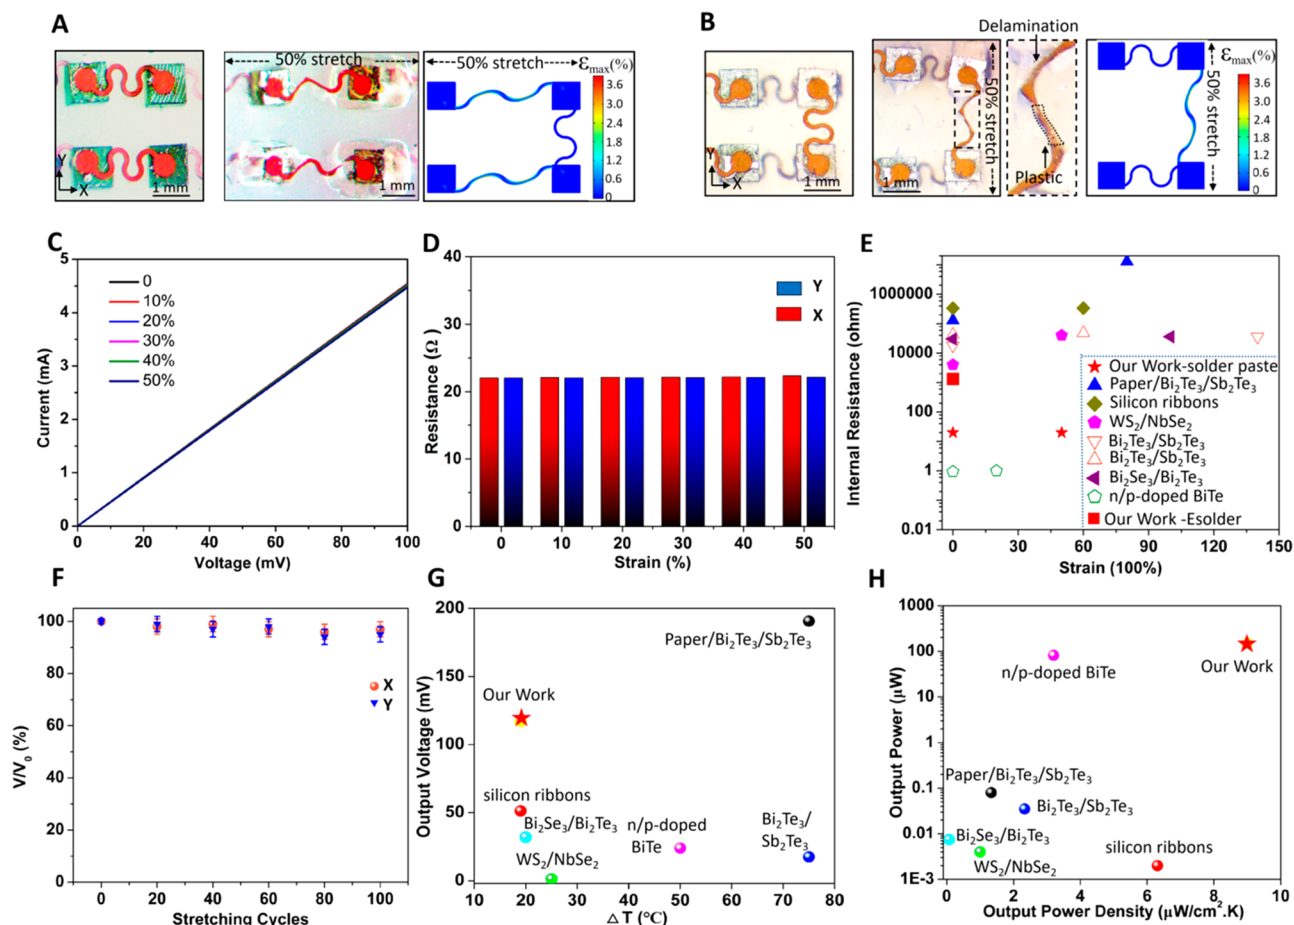 A
50% stretch
50% stretch
εmax(%)
3.6
3.0
2.4
1.8
1.2
0.6
0
Y
X
1 mm
1 mm
B
Delamination
50% stretch
Plastic
50% stretch
εmax(%)
3.6
3.0
2.4
1.8
1.2
0.6
0
Y
X
1 mm
1 mm
C
Current (mA)
5
4
3
2
1
0
0
10%
20%
30%
40%
50%
0 20 40 60 80 100
Voltage (mV)
D
Resistance (Ω)
40
30
20
10
0
Y
X
0 10 20 30 40 50
Strain (%)
E
Internal Resistance (ohm)
1000000
10000
100
1
0.01
Our Work-solder paste
Paper/Bi₂Te₃/Sb₂Te₃
Silicon ribbons
WS₂/NbSe₂
Bi₂Te₃/Sb₂Te₃
Bi₂Te₃/Sb₂Te₃
Bi₂Se₃/Bi₂Te₃
n/p-doped BiTe
Our Work -Esolder
0 30 60 90 120 150
Strain (100%)
F
V/V₀ (%)
100
80
60
40
20
0
X
Y
0 20 40 60 80 100
Stretching Cycles
G
Output Voltage (mV)
200
150
100
50
0
Paper/Bi₂Te₃/Sb₂Te₃
Our Work
silicon ribbons
Bi₂Se₃/Bi₂Te₃
WS₂/NbSe₂
n/p-doped
BiTe
Bi₂Te₃/
Sb₂Te₃
10 20 30 40 50 60 70 80
△ T (℃)
H
Output Power (μW)
1000
100
10
1
0.1
0.01
1E-3
n/p-doped BiTe
Our Work
Paper/Bi₂Te₃/Sb₂Te₃
Bi₂Te₃/Sb₂Te₃
Bi₂Se₃/Bi₂Te₃
WS₂/NbSe₂
silicon ribbons
0 2 4 6 8 10
Output Power Density (μW/cm².K)